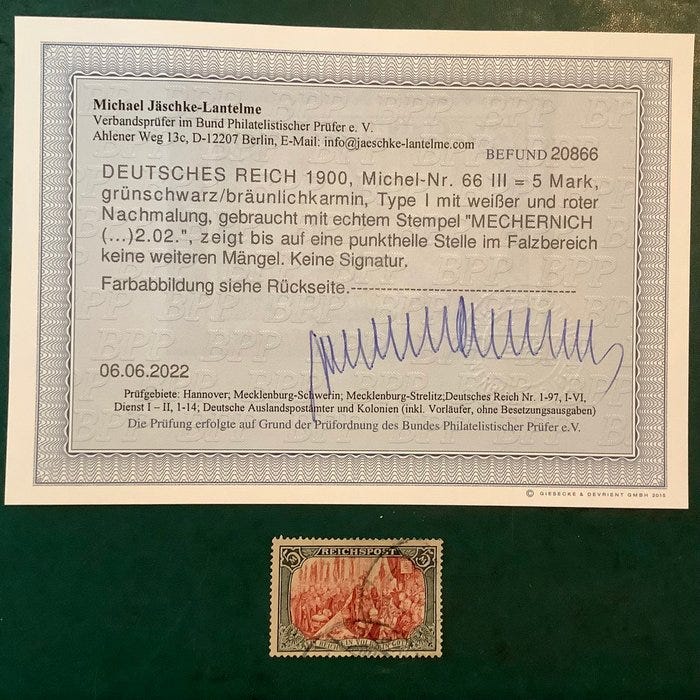 Michael Jäschke-Lantelme
Verbandsprüfer im Bund Philatelistischer Prüfer e. V.
Ahlener Weg 13c, D-12207 Berlin, E-Mail: info@jaeschke-lantelme.com
BEFUND 20866
DEUTSCHES REICH 1900, Michel-Nr. 66 III = 5 Mark,
grünschwarz/bräunlichkarmin, Type I mit weißer und roter
Nachmalung, gebraucht mit echtem Stempel "MECHERNICH
(...)2.02.", zeigt bis auf eine punkthelle Stelle im Falzbereich
keine weiteren Mängel. Keine Signatur.
Farbabbildung siehe Rückseite.----------------------------------------
06.06.2022
Prüfgebiete: Hannover; Mecklenburg-Schwerin; Mecklenburg-Strelitz;Deutsches Reich Nr. 1-97, I-VI,
Dienst I – II, 1-14; Deutsche Auslandspostämter und Kolonien (inkl. Vorläufer, ohne Besetzungsausgaben)
Die Prüfung erfolgte auf Grund der Prüfordnung des Bundes Philatelistischer Prüfer e.V.
© GIESECKE & DEVRIENT GMBH 2015
REICHSPOST